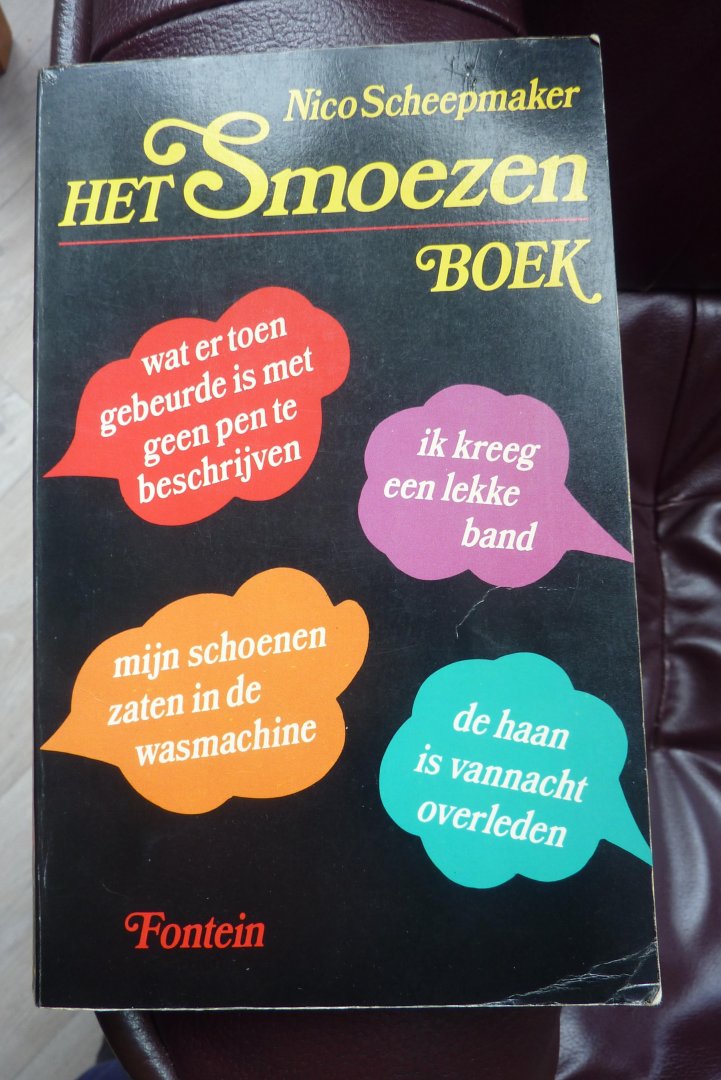 Nico Scheepmaker
HET Smoezen
BOEK
wat er toen
gebeurde is met
geen pen te
beschrijven
ik kreeg
een lekke
band
mijn schoenen
zaten in de
wasmachine
de haan
is vannacht
overleden
Fontein